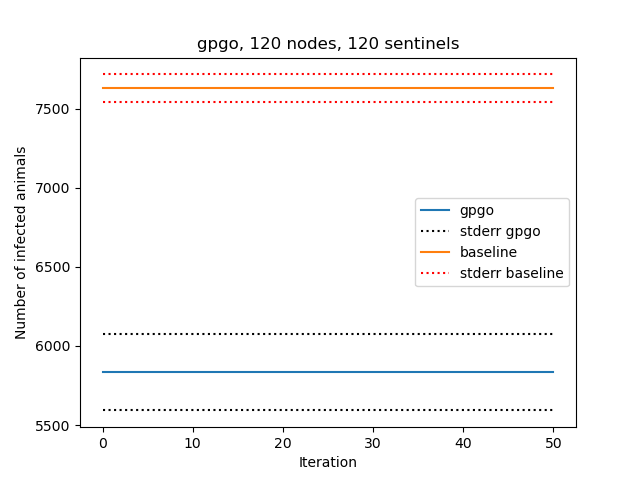 gpgo, 120 nodes, 120 sentinels
7500
7000
6500
6000
5500
Number of infected animals
gpgo
stderr gpgo
baseline
stderr baseline
0 10 20 30 40 50
Iteration